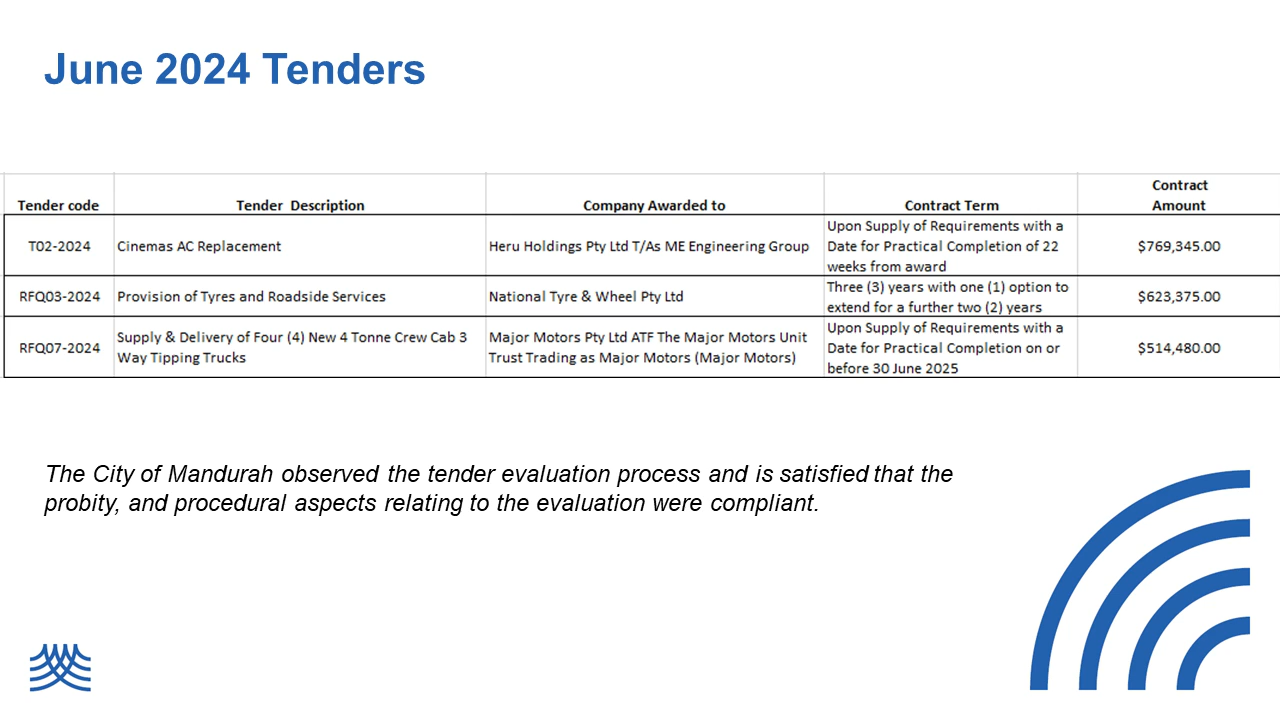 June 2024 Tenders
Tender code
Tender Description
Company Awarded to
Contract Term
Contract
Amount
T02-2024
Cinemas AC Replacement
Heru Holdings Pty Ltd T/As ME Engineering Group
Upon Supply of Requirements with a
Date for Practical Completion of 22
weeks from award
$769,345.00
RFQ03-2024
Provision of Tyres and Roadside Services
National Tyre & Wheel Pty Ltd
Three (3) years with one (1) option to
extend for a further two (2) years
$623,375.00
RFQ07-2024
Supply & Delivery of Four (4) New 4 Tonne Crew Cab 3
Way Tipping Trucks
Major Motors Pty Ltd ATF The Major Motors Unit
Trust Trading as Major Motors (Major Motors)
Upon Supply of Requirements with a
Date for Practical Completion on or
before 30 June 2025
$514,480.00
The City of Mandurah observed the tender evaluation process and is satisfied that the
probity, and procedural aspects relating to the evaluation were compliant.